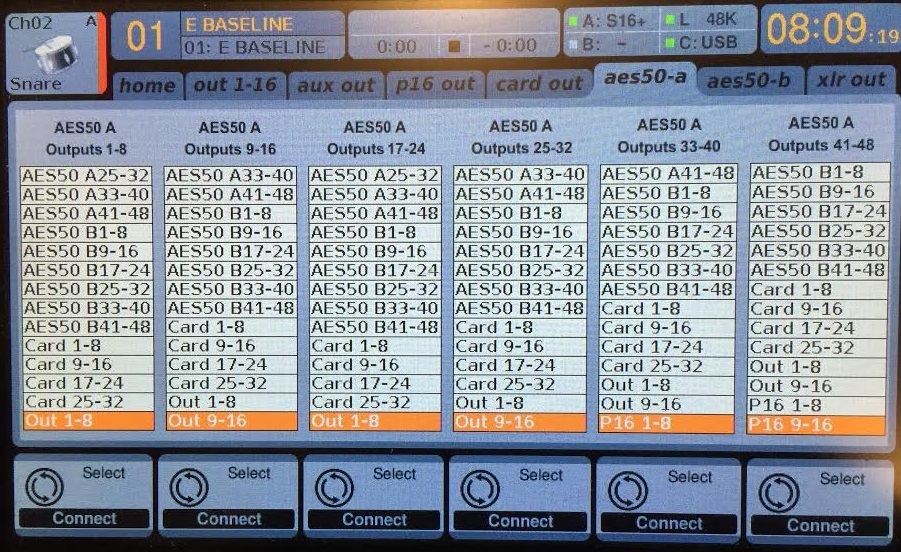 Ch02 A
Snare
01
E BASELINE
01: E BASELINE
0:00 - 0:00
A: S16+ L 48K
B: - C: USB
08:09:19
home out 1-16 aux out p16 out card out aes50-a aes50-b xlr out
AES50 A AES50 A AES50 A AES50 A AES50 A AES50 A
Outputs 1-8 Outputs 9-16 Outputs 17-24 Outputs 25-32 Outputs 33-40 Outputs 41-48
AES50 A25-32 AES50 A33-40 AES50 A25-32 AES50 A33-40 AES50 A41-48 AES50 B1-8
AES50 A33-40 AES50 A41-48 AES50 A33-40 AES50 A41-48 AES50 B1-8 AES50 B9-16
AES50 A41-48 AES50 B1-8 AES50 A41-48 AES50 B1-8 AES50 B9-16 AES50 B17-24
AES50 B1-8 AES50 B9-16 AES50 B1-8 AES50 B9-16 AES50 B17-24 AES50 B25-32
AES50 B9-16 AES50 B17-24 AES50 B9-16 AES50 B17-24 AES50 B25-32 AES50 B33-40
AES50 B17-24 AES50 B25-32 AES50 B17-24 AES50 B25-32 AES50 B33-40 AES50 B41-48
AES50 B25-32 AES50 B33-40 AES50 B25-32 AES50 B33-40 AES50 B41-48 Card 1-8
AES50 B33-40 AES50 B41-48 AES50 B33-40 AES50 B41-48 Card 1-8 Card 9-16
AES50 B41-48 Card 1-8 AES50 B41-48 Card 1-8 Card 9-16 Card 17-24
Card 1-8 Card 9-16 Card 1-8 Card 9-16 Card 17-24 Card 25-32
Card 9-16 Card 17-24 Card 9-16 Card 17-24 Card 25-32 Out 1-8
Card 17-24 Card 25-32 Card 17-24 Card 25-32 Out 1-8 Out 9-16
Card 25-32 Out 1-8 Card 25-32 Out 1-8 Out 9-16 P16 1-8
Out 1-8 Out 9-16 Out 1-8 Out 9-16 P16 1-8 P16 9-16
Select Select Select Select Select Select
Connect Connect Connect Connect Connect Connect